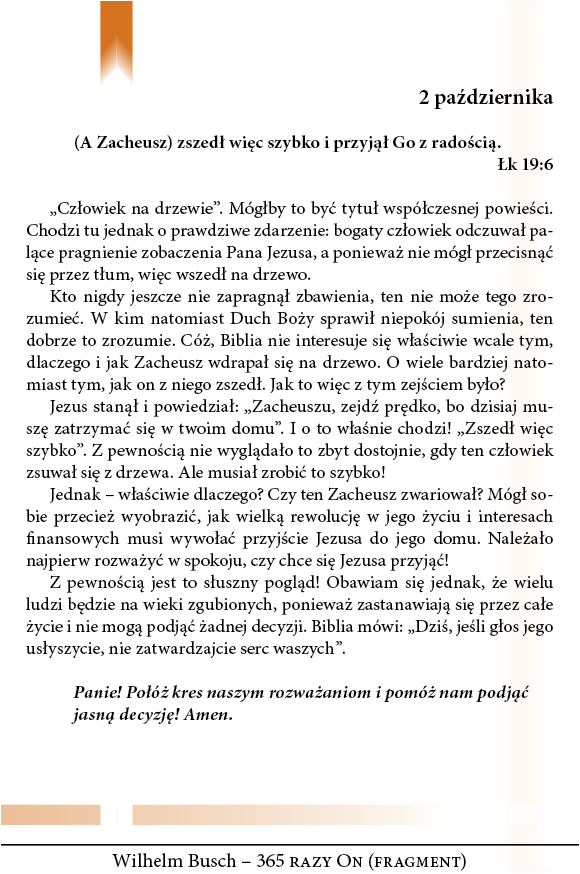 2 października
(A Zacheusz) zszedł więc szybko i przyjął Go z radością.
Łk 19:6
„Człowiek na drzewie”. Mógłby to być tytuł współczesnej powieści.
Chodzi tu jednak o prawdziwe zdarzenie: bogaty człowiek odczuwał pa-
lące pragnienie zobaczenia Pana Jezusa, a ponieważ nie mógł przecisnąć
się przez tłum, więc wszedł na drzewo.
Kto nigdy jeszcze nie zapragnął zbawienia, ten nie może tego zro-
zumieć. W kim natomiast Duch Boży sprawił niepokój sumienia, ten
dobrze to zrozumie. Cóż, Biblia nie interesuje się właściwie wcale tym,
dlaczego i jak Zacheusz wdrapał się na drzewo. O wiele bardziej nato-
miast tym, jak on z niego zszedł. Jak to więc z tym zejściem było?
Jezus stanął i powiedział: „Zacheuszu, zejdź prędko, bo dzisiaj mu-
szę zatrzymać się w twoim domu”. I o to właśnie chodzi! „Zszedł więc
szybko”. Z pewnością nie wyglądało to zbyt dostojnie, gdy ten człowiek
zsuwał się z drzewa. Ale musiał zrobić to szybko!
Jednak – właściwie dlaczego? Czy ten Zacheusz zwariował? Mógł so-
bie przecież wyobrazić, jak wielką rewolucję w jego życiu i interesach
finansowych musi wywołać przyjście Jezusa do jego domu. Należało
najpierw rozważyć w spokoju, czy chce się Jezusa przyjąć!
Z pewnością jest to słuszny pogląd! Obawiam się jednak, że wielu
ludzi będzie na wieki zgubionych, ponieważ zastanawiają się przez całe
życie i nie mogą podjąć żadnej decyzji. Biblia mówi: „Dziś, jeśli głos jego
usłyszycie, nie zatwardzajcie serc waszych”.
Panie! Połóż kres naszym rozważaniom i pomóż nam podjąć
jasną decyzję! Amen.
Wilhelm Busch – 365 razy On (fragment)